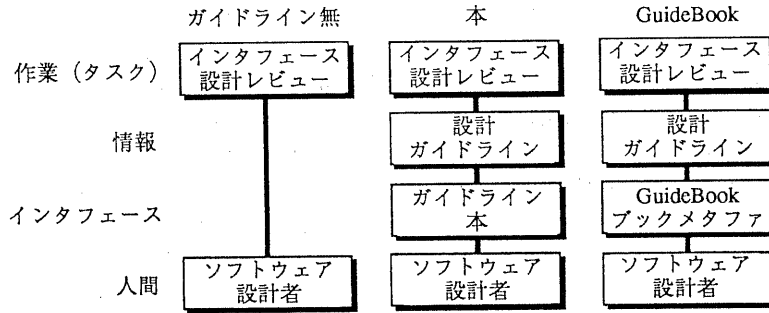 ガイドライン無 本 GuideBook
作業（タスク） インタフェース インタフェース インタフェース
設計レビュー 設計レビュー 設計レビュー
情報 設計 設計
ガイドライン ガイドライン
インタフェース ガイドライン GuideBook
本 ブックメタファ
人間 ソフトウェア ソフトウェア ソフトウェア
設計者 設計者 設計者